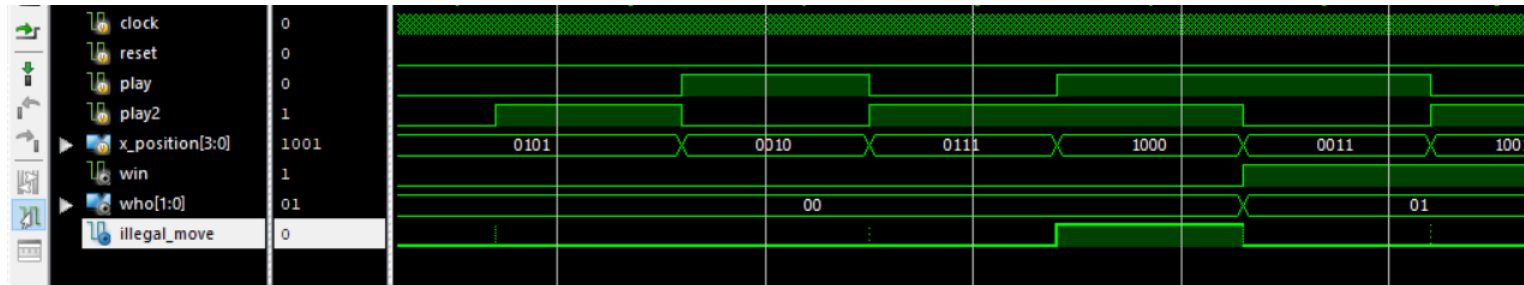 clock 0
reset 0
play 0
play2 1
x_position[3:0] 1001 0101 0010 0111 1000 0011 100
win 1
who[1:0] 01 00 01
illegal_move 0